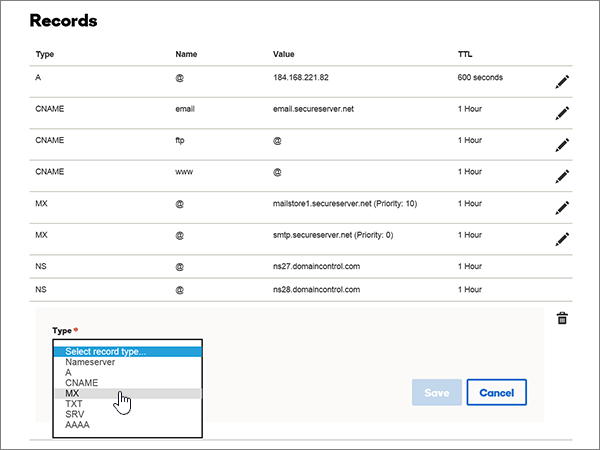 Records
Type Name Value TTL
A @ 184.168.221.82 600 seconds
CNAME email email.secureserver.net 1 Hour
CNAME ftp @ 1 Hour
CNAME www @ 1 Hour
MX @ mailstore1.secureserver.net (Priority: 10) 1 Hour
MX @ smtp.secureserver.net (Priority: 0) 1 Hour
NS @ ns27.domaincontrol.com 1 Hour
NS @ ns28.domaincontrol.com 1 Hour
Type *
Select record type...
Nameserver
A
CNAME
MX
TXT
SRV
AAAA
Save Cancel